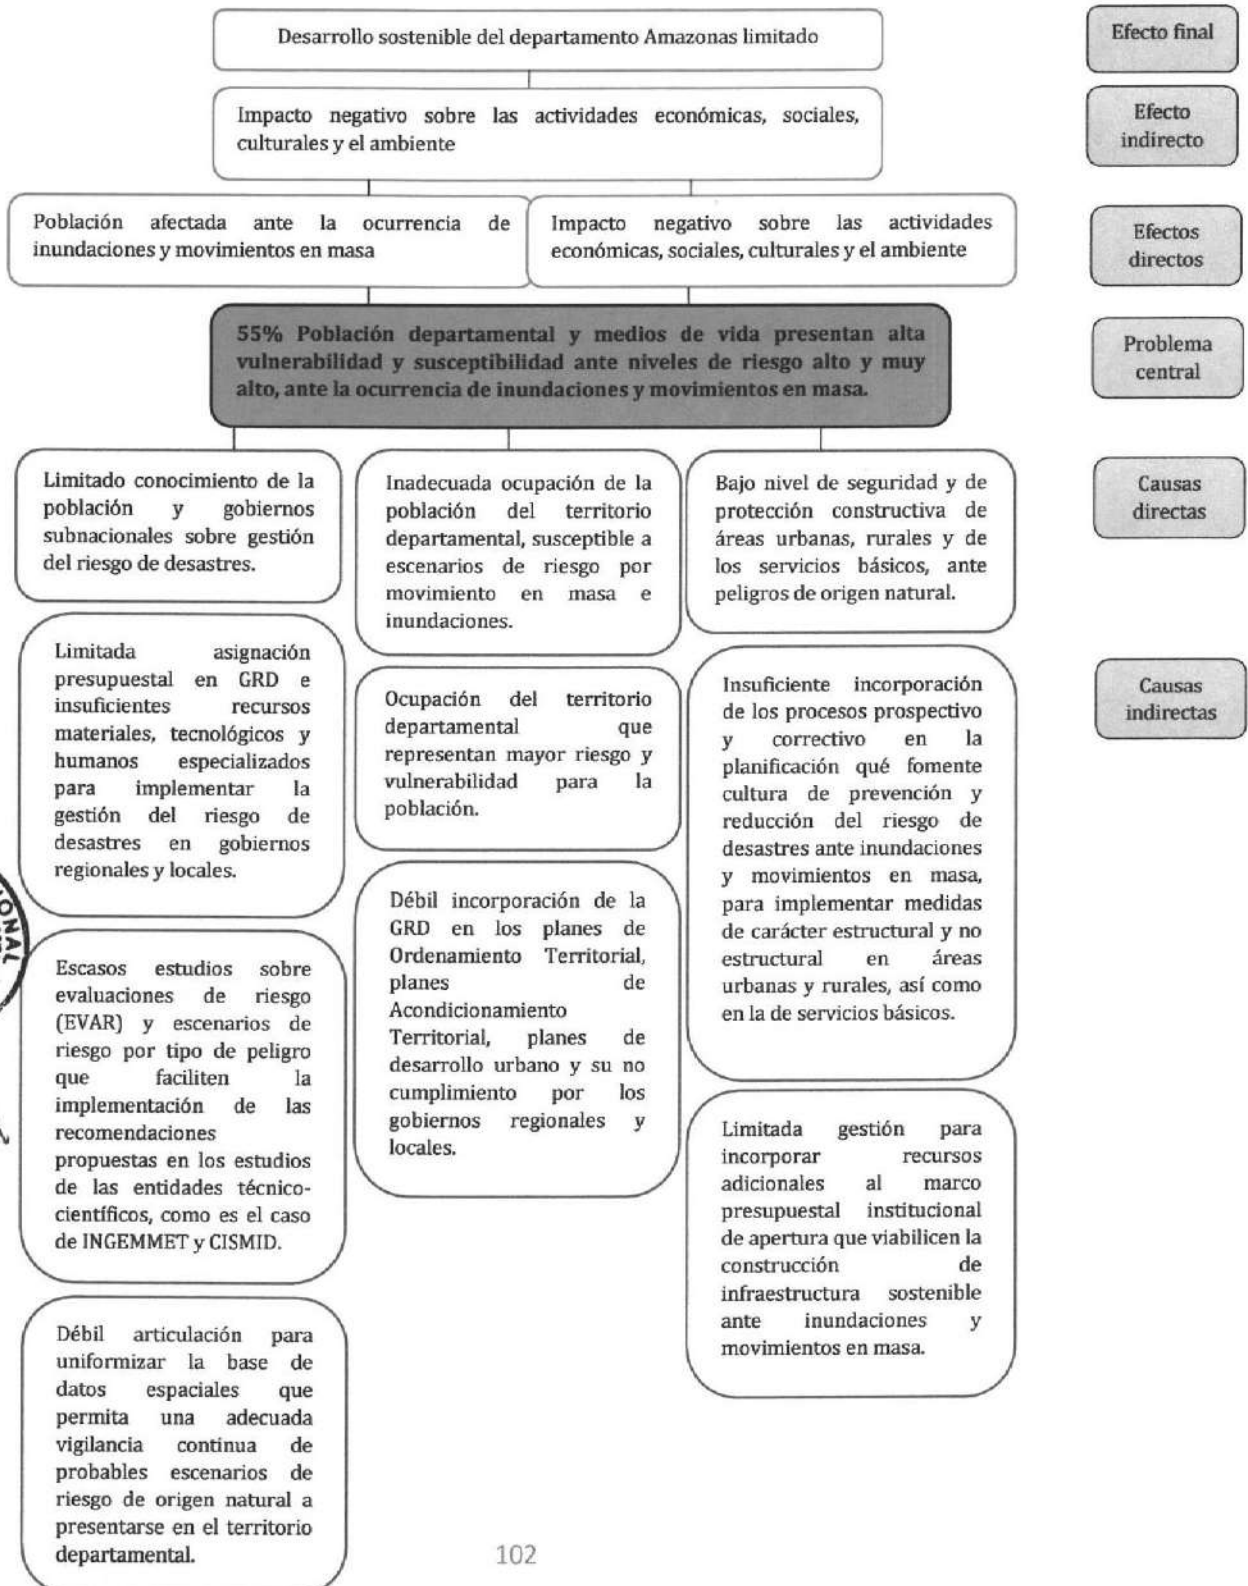 Desarrollo sostenible del departamento Amazonas limitado
Efecto final
Impacto negativo sobre las actividades económicas, sociales,
culturales y el ambiente
Efecto
indirecto
Población afectada ante la ocurrencia de
inundaciones y movimientos en masa
Impacto negativo sobre las actividades
económicas, sociales, culturales y el ambiente
Efectos
directos
55% Población departamental y medios de vida presentan alta
vulnerabilidad y susceptibilidad ante niveles de riesgo alto y muy
alto, ante la ocurrencia de inundaciones y movimientos en masa.
Problema
central
Limitado conocimiento de la
población y gobiernos
subnacionales sobre gestión
del riesgo de desastres.
Inadecuada ocupación de la
población del territorio
departamental, susceptible a
escenarios de riesgo por
movimiento en masa e
inundaciones.
Bajo nivel de seguridad y de
protección constructiva de
áreas urbanas, rurales y de
los servicios básicos, ante
peligros de origen natural.
Causas
directas
Limitada asignación
presupuestal en GRD e
insuficientes recursos
materiales, tecnológicos y
humanos especializados
para implementar la
gestión del riesgo de
desastres en gobiernos
regionales y locales.
Ocupación del territorio
departamental que
representan mayor riesgo y
vulnerabilidad para la
población.
Insuficiente incorporación
de los procesos prospectivo
y correctivo en la
planificación qué fomente
cultura de prevención y
reducción del riesgo de
desastres ante inundaciones
y movimientos en masa,
para implementar medidas
de carácter estructural y no
estructural en áreas
urbanas y rurales, así como
en la de servicios básicos.
Causas
indirectas
Escasos estudios sobre
evaluaciones de riesgo
(EVAR) y escenarios de
riesgo por tipo de peligro
que faciliten la
implementación de las
recomendaciones
propuestas en los estudios
de las entidades técnico-
científicos, como es el caso
de INGEMMET y CISMID.
Débil incorporación de la
GRD en los planes de
Ordenamiento Territorial,
planes de
Acondicionamiento
Territorial, planes de
desarrollo urbano y su no
cumplimiento por los
gobiernos regionales y
locales.
Limitada gestión para
incorporar recursos
adicionales al marco
presupuestal institucional
de apertura que viabilicen la
construcción de
infraestructura sostenible
ante inundaciones y
movimientos en masa.
Débil articulación para
uniformizar la base de
datos espaciales que
permita una adecuada
vigilancia continua de
probables escenarios de
riesgo de origen natural a
presentarse en el territorio
departamental.
102